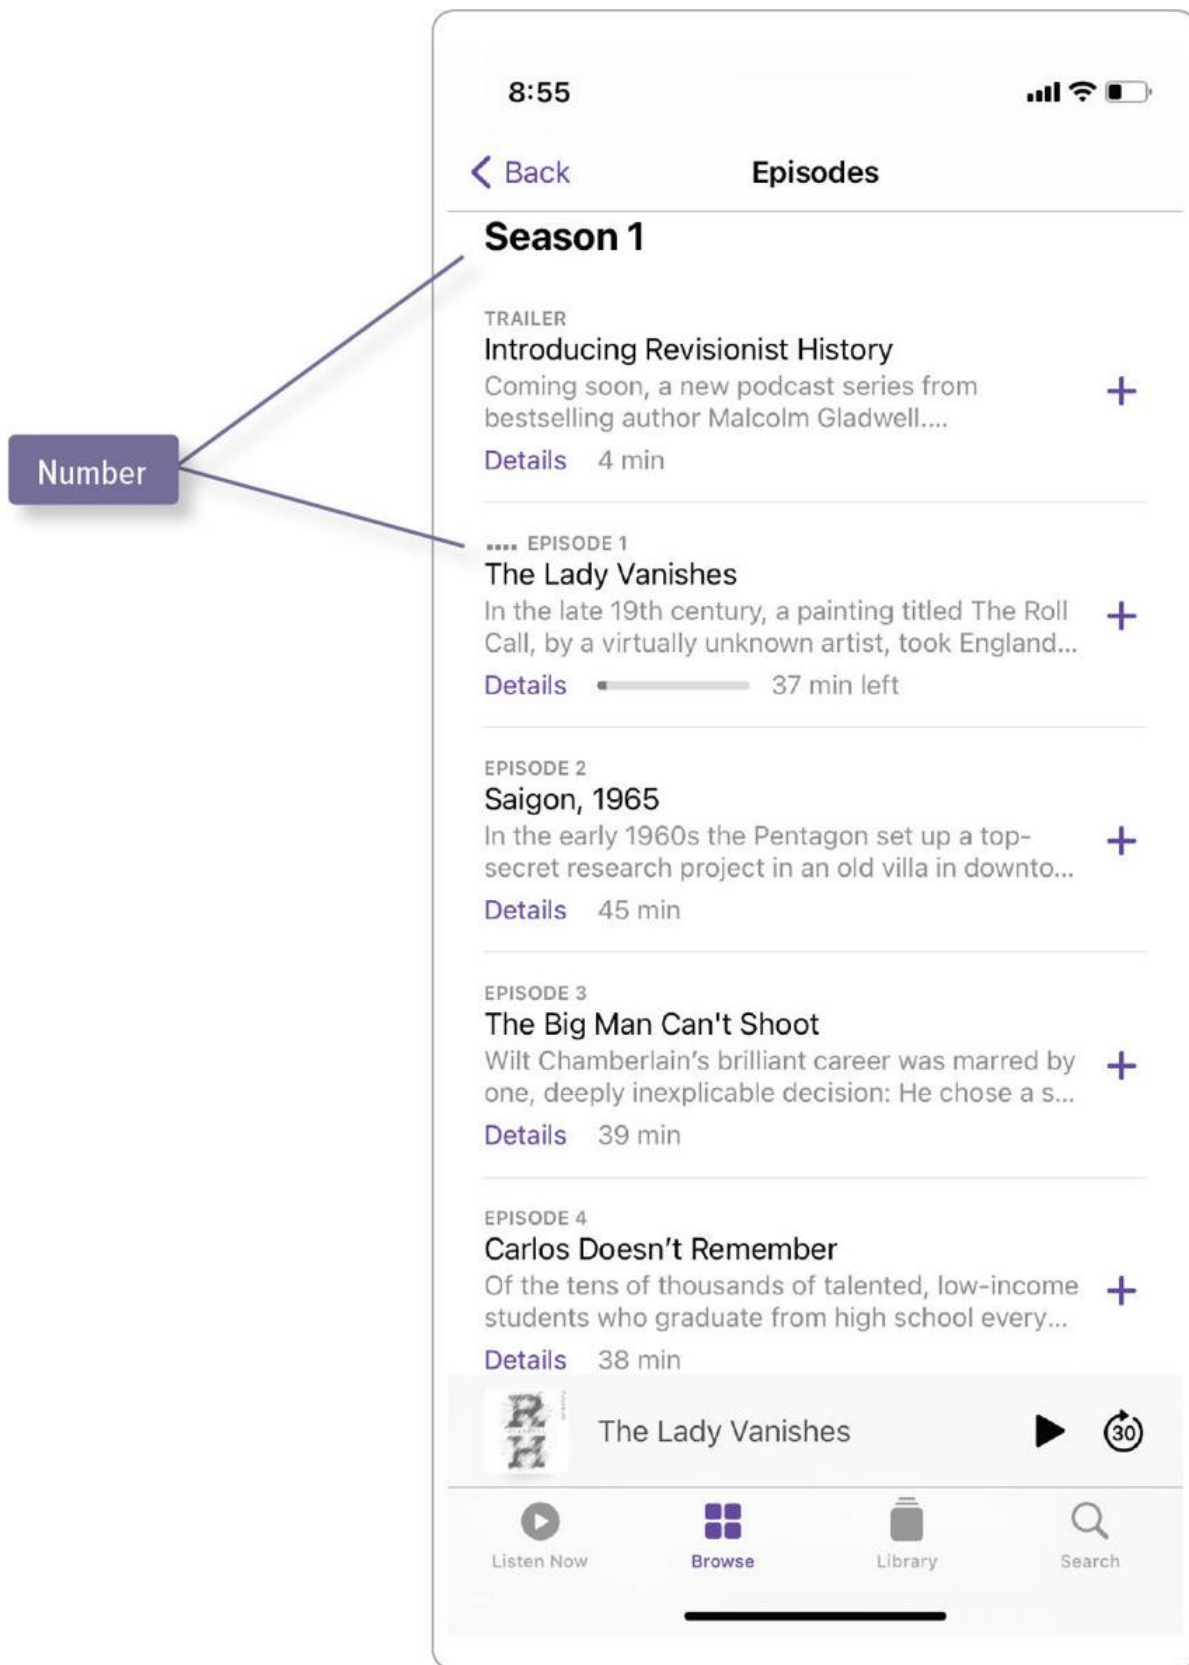 8:55
Back
Episodes
Season 1
TRAILER
Introducing Revisionist History
Coming soon, a new podcast series from
bestselling author Malcolm Gladwell....
Details 4 min
Number
EPISODE 1
The Lady Vanishes
In the late 19th century, a painting titled The Roll
Call, by a virtually unknown artist, took England...
Details 37 min left
EPISODE 2
Saigon, 1965
In the early 1960s the Pentagon set up a top-
secret research project in an old villa in downto...
Details 45 min
EPISODE 3
The Big Man Can't Shoot
Wilt Chamberlain’s brilliant career was marred by
one, deeply inexplicable decision: He chose a s...
Details 39 min
EPISODE 4
Carlos Doesn’t Remember
Of the tens of thousands of talented, low-income
students who graduate from high school every...
Details 38 min
R
H
The Lady Vanishes
30
Listen Now Browse Library Search